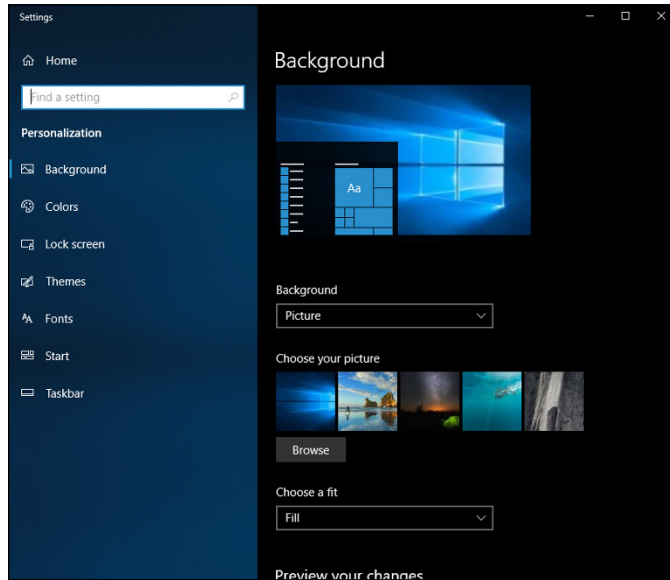 Settings
Home
Find a setting
Personalization
Background
Colors
Lock screen
Themes
Fonts
Start
Taskbar
Background
Aa
Background
Picture
Choose your picture
Browse
Choose a fit
Fill
Preview your changes